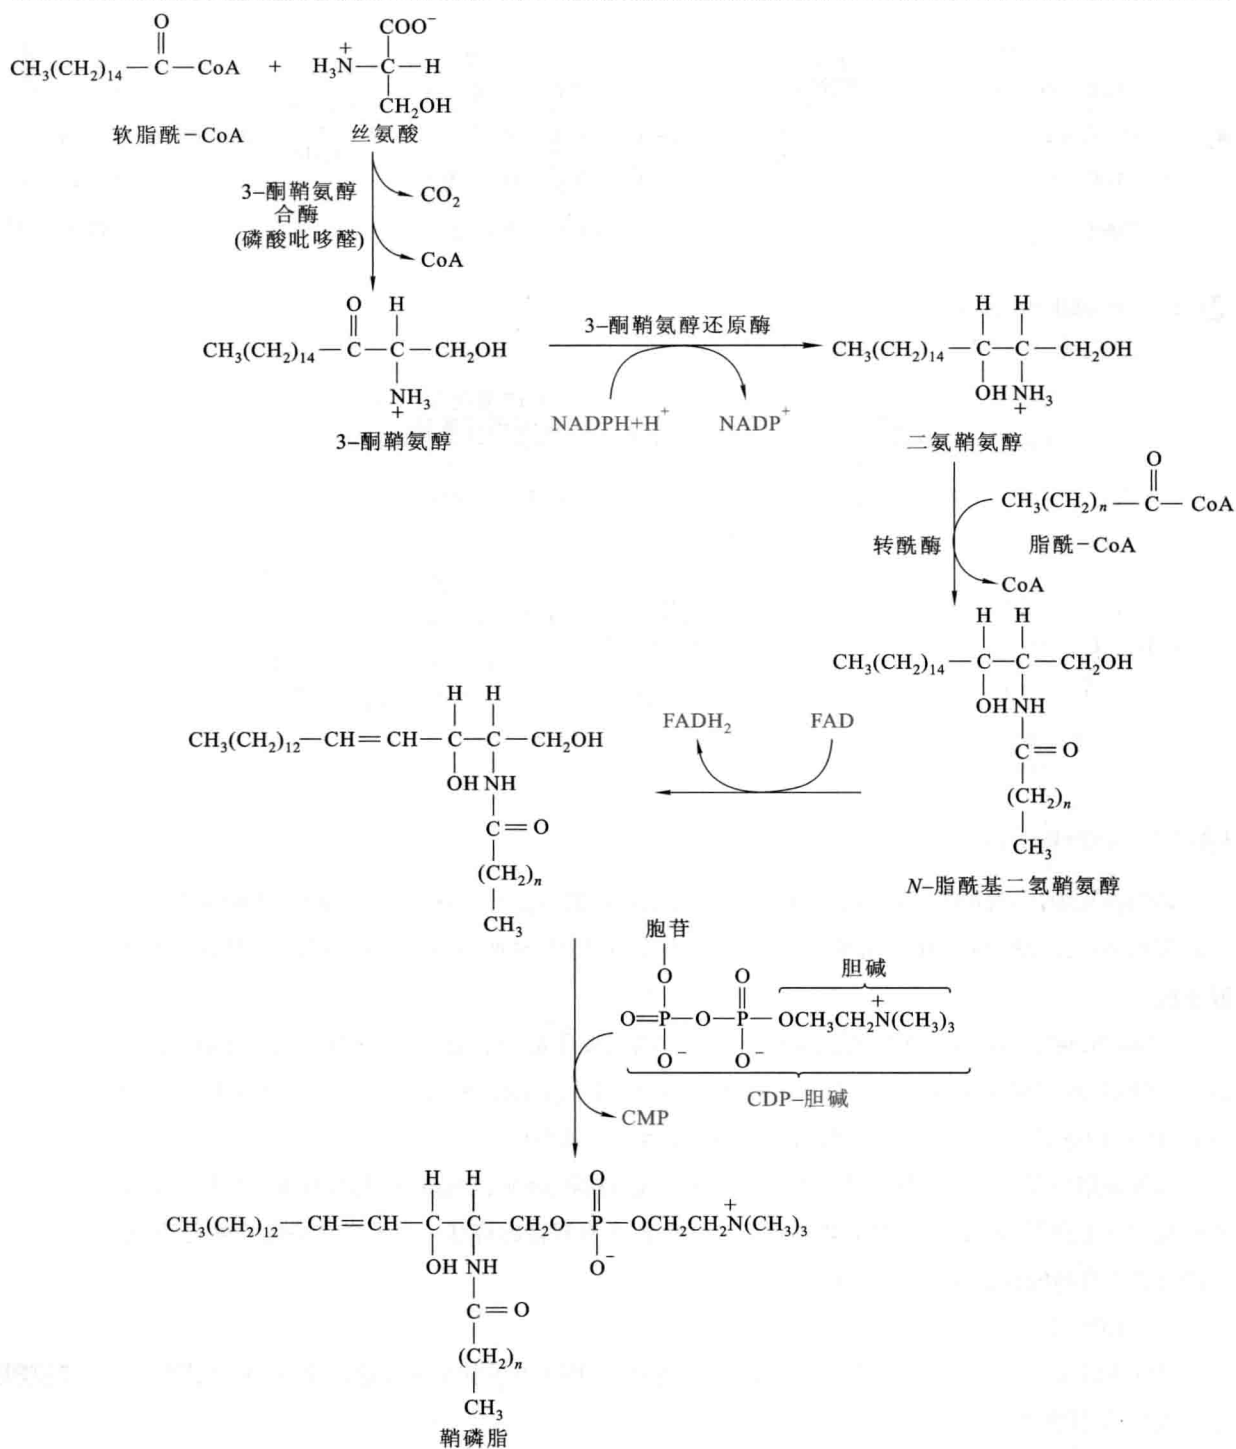 O
CH₃(CH₂)₁₄—C—CoA + H₃N⁺—C—H
COO⁻
CH₂OH
软脂酰-CoA
丝氨酸
3-酮鞘氨醇
合酶
(磷酸吡哆醛)
CO₂
CoA
O H
CH₃(CH₂)₁₄—C—C—CH₂OH
NH₃
+
3-酮鞘氨醇
3-酮鞘氨醇还原酶
NADPH+H⁺
NADP⁺
H H
CH₃(CH₂)₁₄—C—C—CH₂OH
OH NH₃
+
二氨鞘氨醇
O
CH₃(CH₂)ₙ—C—CoA
转酰酶
脂酰-CoA
CoA
H H
CH₃(CH₂)₁₄—C—C—CH₂OH
OH NH
C=O
(CH₂)ₙ
CH₃
N-脂酰基二氢鞘氨醇
FADH₂
FAD
H H
CH₃(CH₂)₁₂—CH=CH—C—C—CH₂OH
OH NH
C=O
(CH₂)ₙ
CH₃
胞苷
O O
胆碱
O=P—O—P—OCH₃CH₂N⁺(CH₃)₃
O⁻ O⁻
CDP-胆碱
CMP
H H O
CH₃(CH₂)₁₂—CH=CH—C—C—CH₂O—P—OCH₂CH₂N⁺(CH₃)₃
OH NH O⁻
C=O
(CH₂)ₙ
CH₃
鞘磷脂